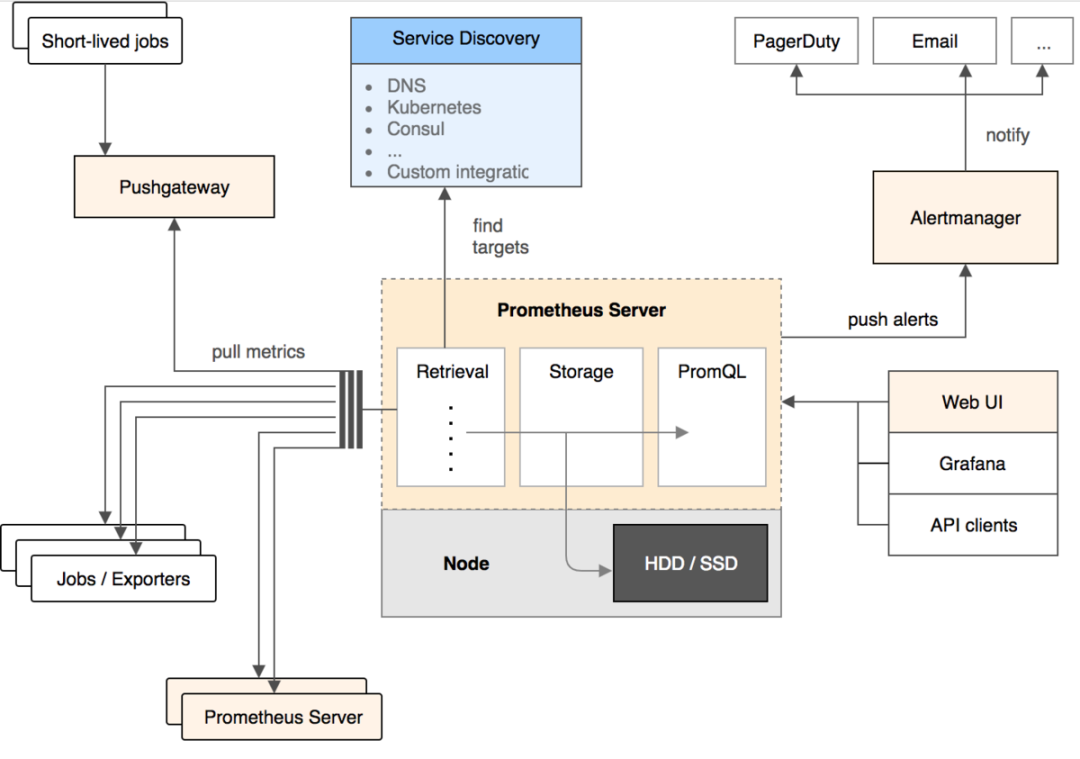 Short-lived jobs
Service Discovery
• DNS
• Kubernetes
• Consul
• ...
• Custom integratic
PagerDuty
Email
...
notify
Pushgateway
Alertmanager
find
targets
Prometheus Server
push alerts
pull metrics
Retrieval
Storage
PromQL
Web UI
Grafana
API clients
Node
HDD / SSD
Jobs / Exporters
Prometheus Server